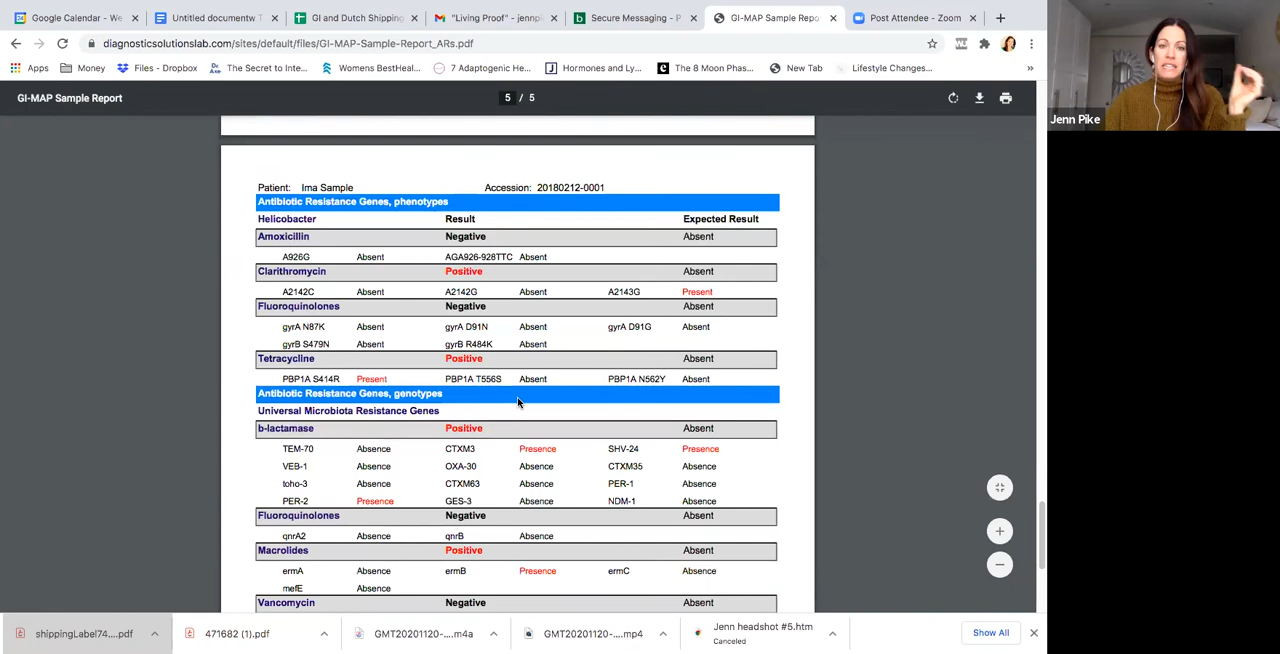 Google Calendar - We
Untitled documentw T
GI and Dutch Shipping
"Living Proof" - jennpi
Secure Messaging - P
GI-MAP Sample Repo
Post Attendee - Zoom
diagnosticsolutionslab.com/sites/default/files/GI-MAP-Sample-Report_ARs.pdf
Apps Money Files - Dropbox The Secret to Inte... Womens BestHeal... 7 Adaptogenic He... Hormones and Ly... The 8 Moon Phas... New Tab Lifestyle Changes... »
GI-MAP Sample Report 5 / 5
Jenn Pike
Patient: Ima Sample Accession: 20180212-0001
Antibiotic Resistance Genes, phenotypes
Helicobacter Result Expected Result
Amoxicillin Negative Absent
A926G Absent AGA926-928TTC Absent
Clarithromycin Positive Absent
A2142C Absent A2142G Absent A2143G Present
Fluoroquinolones Negative Absent
gyrA N87K Absent gyrA D91N Absent gyrA D91G Absent
gyrB S479N Absent gyrB R484K Absent
Tetracycline Positive Absent
PBP1A S414R Present PBP1A T556S Absent PBP1A N562Y Absent
Antibiotic Resistance Genes, genotypes
Universal Microbiota Resistance Genes
b-lactamase Positive Absent
TEM-70 Absence CTXM3 Presence SHV-24 Presence
VEB-1 Absence OXA-30 Absence CTXM35 Absence
toho-3 Absence CTXM63 Absence PER-1 Absence
PER-2 Presence GES-3 Absence NDM-1 Absence
Fluoroquinolones Negative Absent
qnrA2 Absence qnrB Absence
Macrolides Positive Absent
ermA Absence ermB Presence ermC Absence
mefE Absence
Vancomycin Negative Absent
shippingLabel74....pdf
471682 (1).pdf
GMT20201120-....m4a
GMT20201120-....mp4
Jenn headshot #5.htm
Canceled
Show All